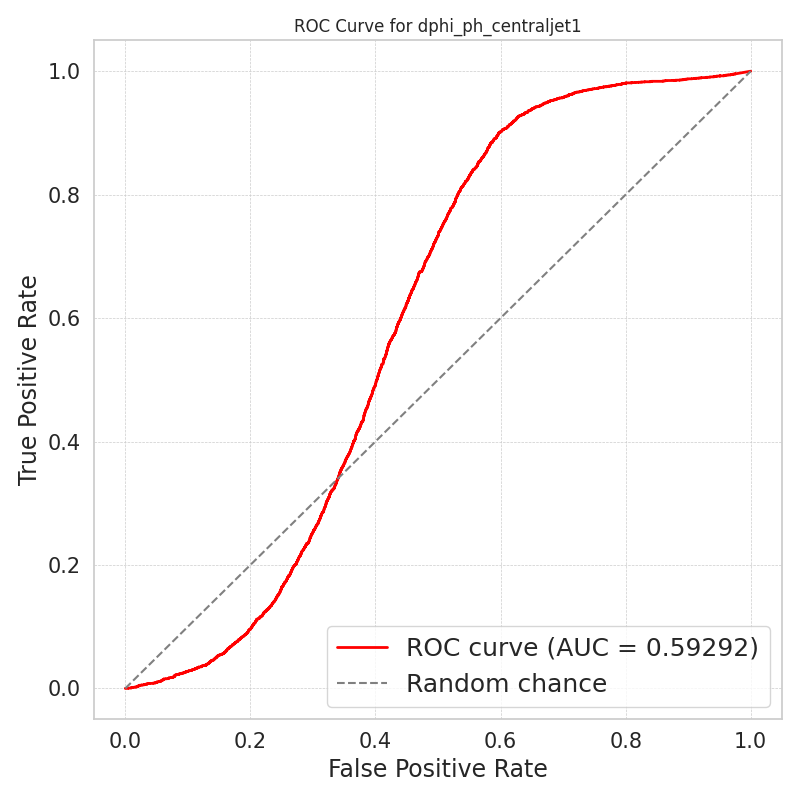 ROC Curve for dphi_ph_centraljet1
True Positive Rate
1.0
0.8
0.6
0.4
0.2
0.0
ROC curve (AUC = 0.59292)
Random chance
0.0 0.2 0.4 0.6 0.8 1.0
False Positive Rate